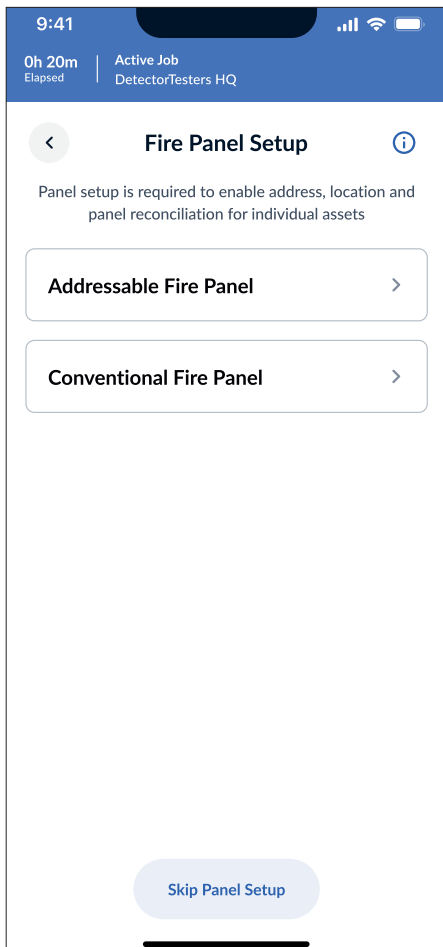 9:41
0h 20m
Elapsed
Active Job
DetectorTesters HQ
Fire Panel Setup
Panel setup is required to enable address, location and
panel reconciliation for individual assets
Addressable Fire Panel
Conventional Fire Panel
Skip Panel Setup